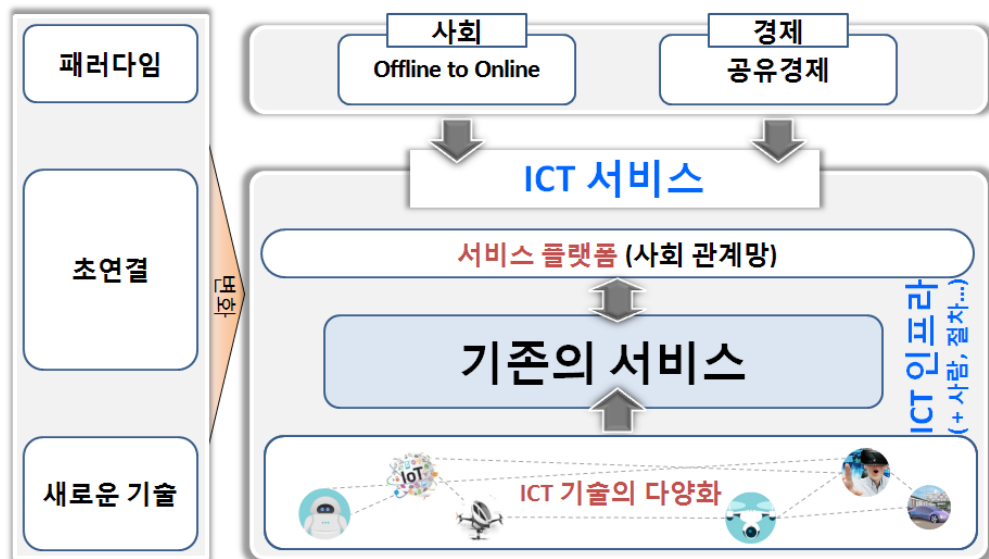 패러다임
초연결
새로운 기술
변화
사회
Offline to Online
경제
공유경제
ICT 서비스
서비스 플랫폼 (사회 관계망)
기존의 서비스
ICT 인프라
(+ 사람, 절차...)
IoT
ICT 기술의 다양화